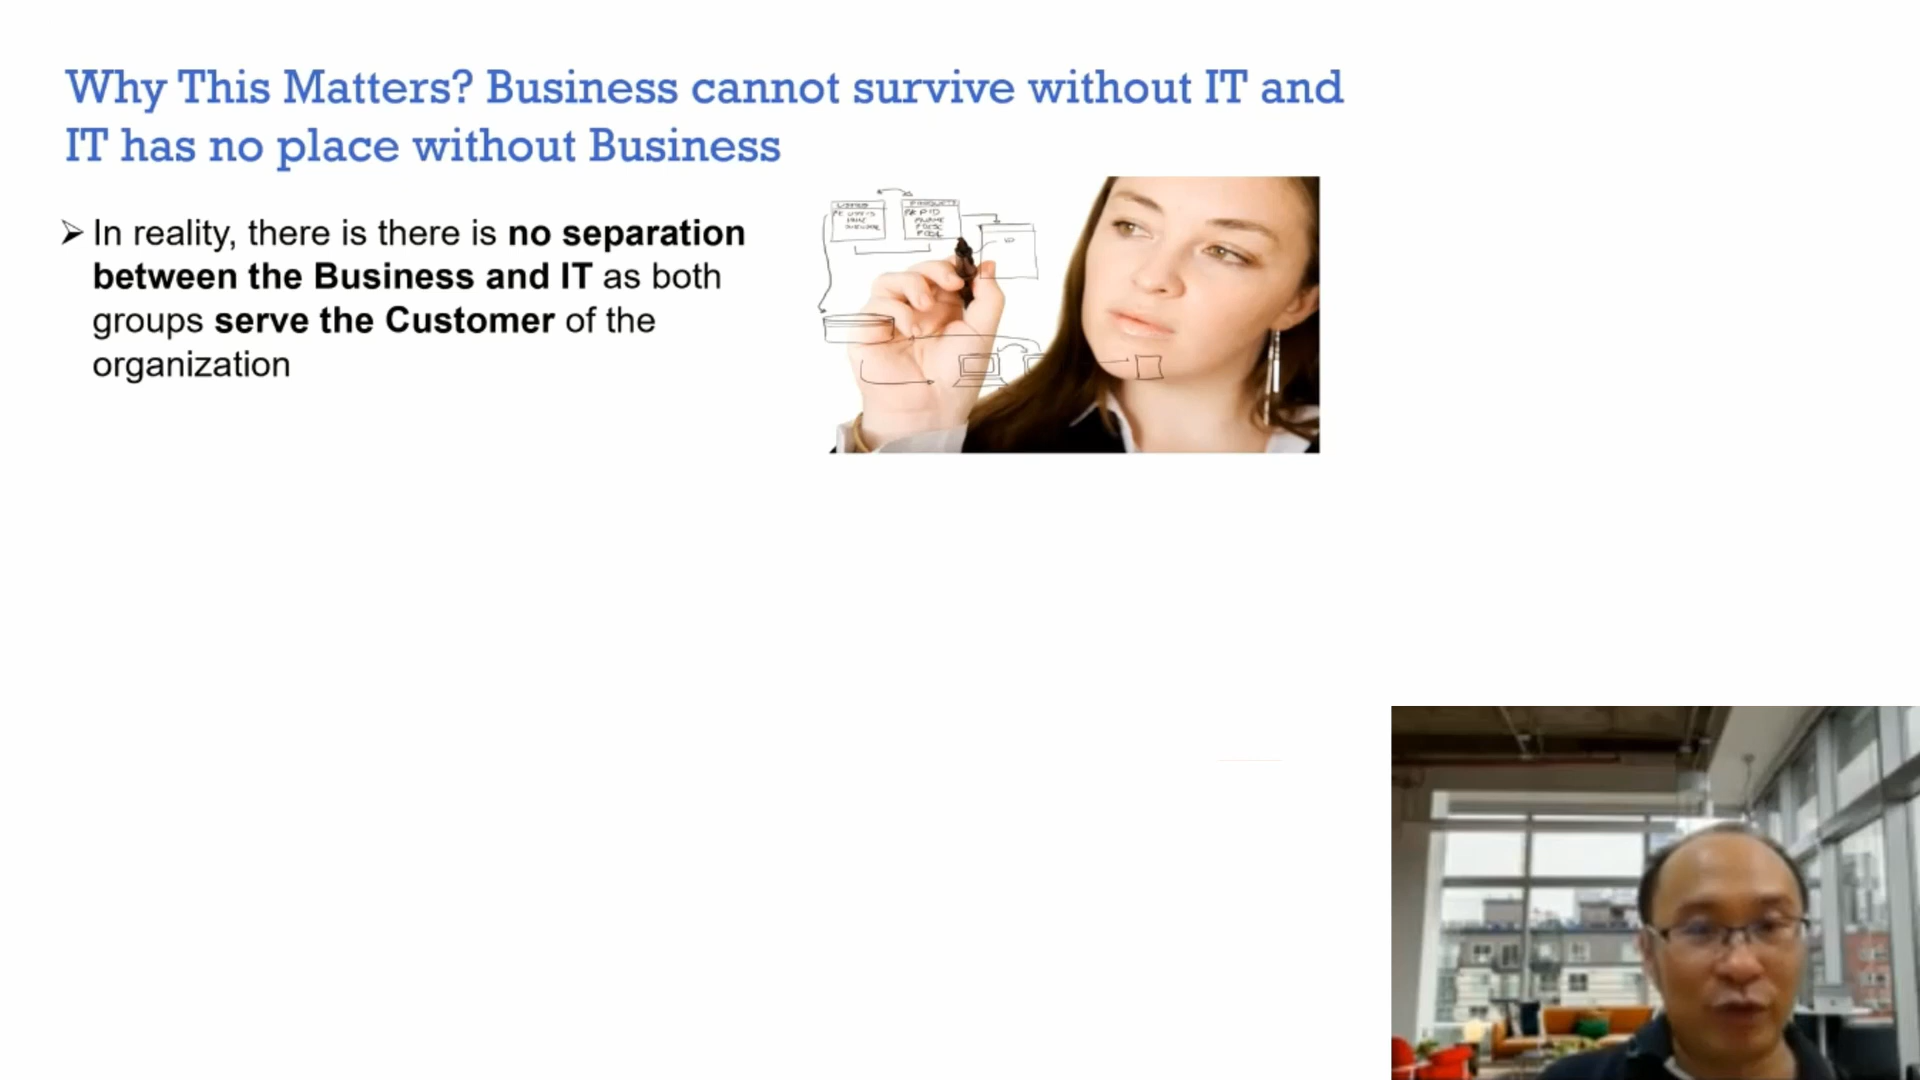 Why This Matters? Business cannot survive without IT and
IT has no place without Business
➢ In reality, there is there is no separation
between the Business and IT as both
groups serve the Customer of the
organization